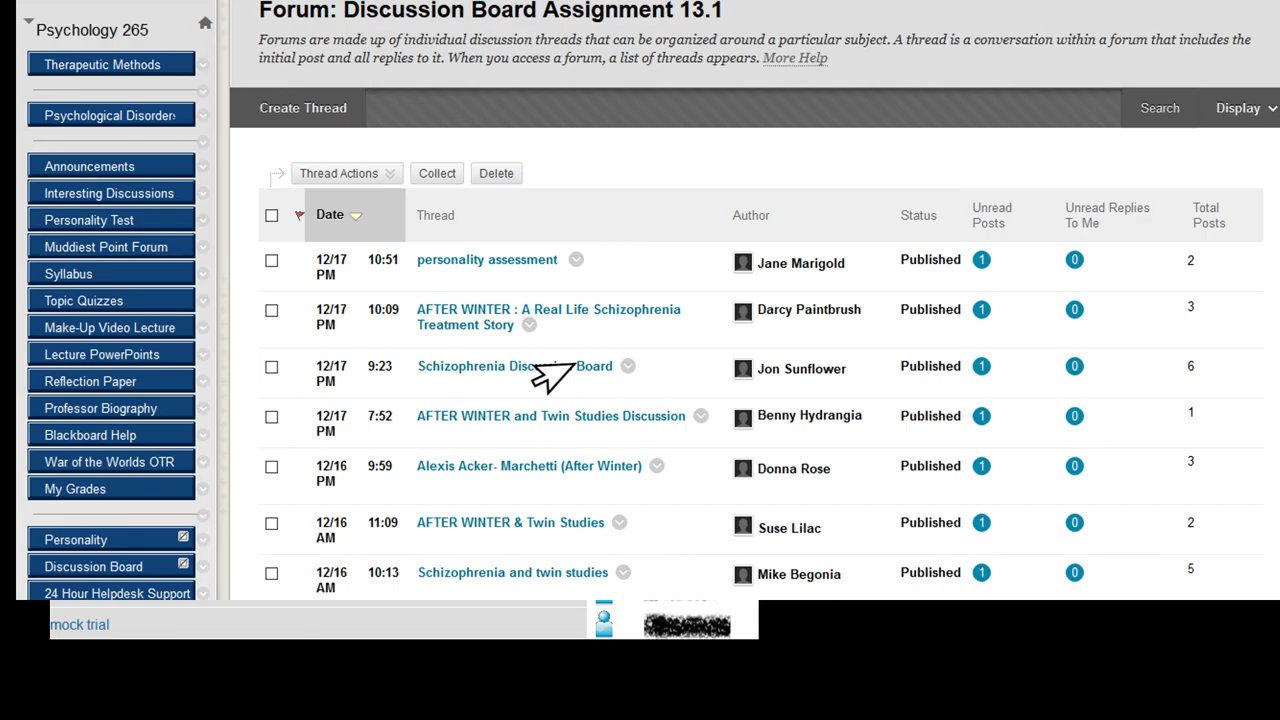 Forum: Discussion Board Assignment 13.1
Psychology 265
Forums are made up of individual discussion threads that can be organized around a particular subject. A thread is a conversation within a forum that includes the
initial post and all replies to it. When you access a forum, a list of threads appears. More Help
Therapeutic Methods
Psychological Disorders
Announcements
Interesting Discussions
Personality Test
Muddiest Point Forum
Syllabus
Topic Quizzes
Make-Up Video Lecture
Lecture PowerPoints
Reflection Paper
Professor Biography
Blackboard Help
War of the Worlds OTR
My Grades
Personality
Discussion Board
24 Hour Helpdesk Support
Create Thread
Search
Display
Thread Actions
Collect
Delete
Date
Thread
Author
Status
Unread
Posts
Unread Replies
To Me
Total
Posts
12/17 10:51
PM
personality assessment
Jane Marigold
Published
1
0
2
12/17 10:09
PM
AFTER WINTER : A Real Life Schizophrenia
Treatment Story
Darcy Paintbrush
Published
1
0
3
12/17 9:23
PM
Schizophrenia Board
Jon Sunflower
Published
1
0
6
12/17 7:52
PM
AFTER WINTER and Twin Studies Discussion
Benny Hydrangia
Published
1
0
1
12/16 9:59
PM
Alexis Acker- Marchetti (After Winter)
Donna Rose
Published
1
0
3
12/16 11:09
AM
AFTER WINTER & Twin Studies
Suse Lilac
Published
1
0
2
12/16 10:13
AM
Schizophrenia and twin studies
Mike Begonia
Published
1
0
5
mock trial